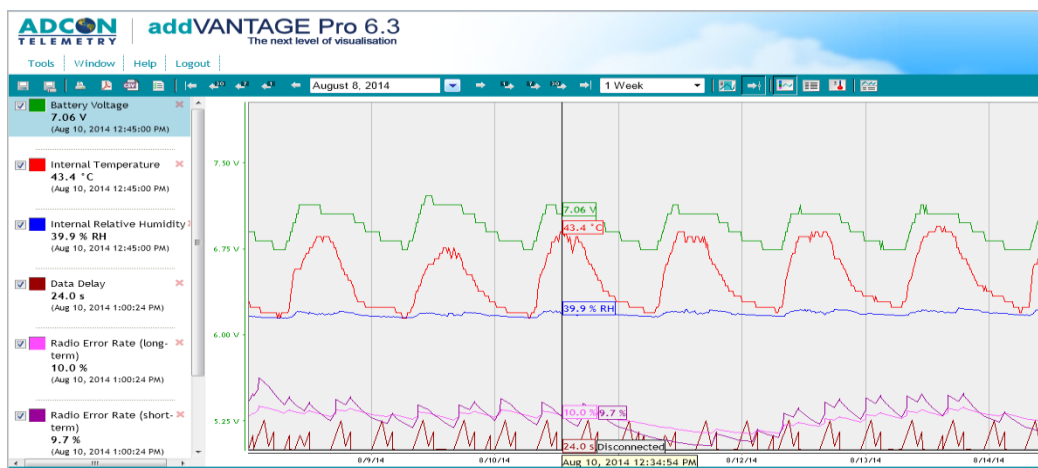 ADCON
TELEMETRY
addVANTAGE Pro 6.3
The next level of visualisation
Tools Window Help Logout
August 8, 2014
1 Week
Battery Voltage
7.06 V
(Aug 10, 2014 12:45:00 PM)
Internal Temperature
43.4 °C
(Aug 10, 2014 12:45:00 PM)
Internal Relative Humidity
39.9 % RH
(Aug 10, 2014 12:45:00 PM)
Data Delay
24.0 s
(Aug 10, 2014 1:00:24 PM)
Radio Error Rate (long-
term)
10.0 %
(Aug 10, 2014 1:00:24 PM)
Radio Error Rate (short-
term)
9.7 %
(Aug 10, 2014 1:00:24 PM)
7.50 V
6.75 V
6.00 V
5.25 V
7.06 V
43.4 °C
39.9 % RH
10.0 % 9.7 %
24.0 s Disconnected
8/9/14 8/10/14 8/12/14 8/13/14 8/14/14
Aug 10, 2014 12:34:54 PM